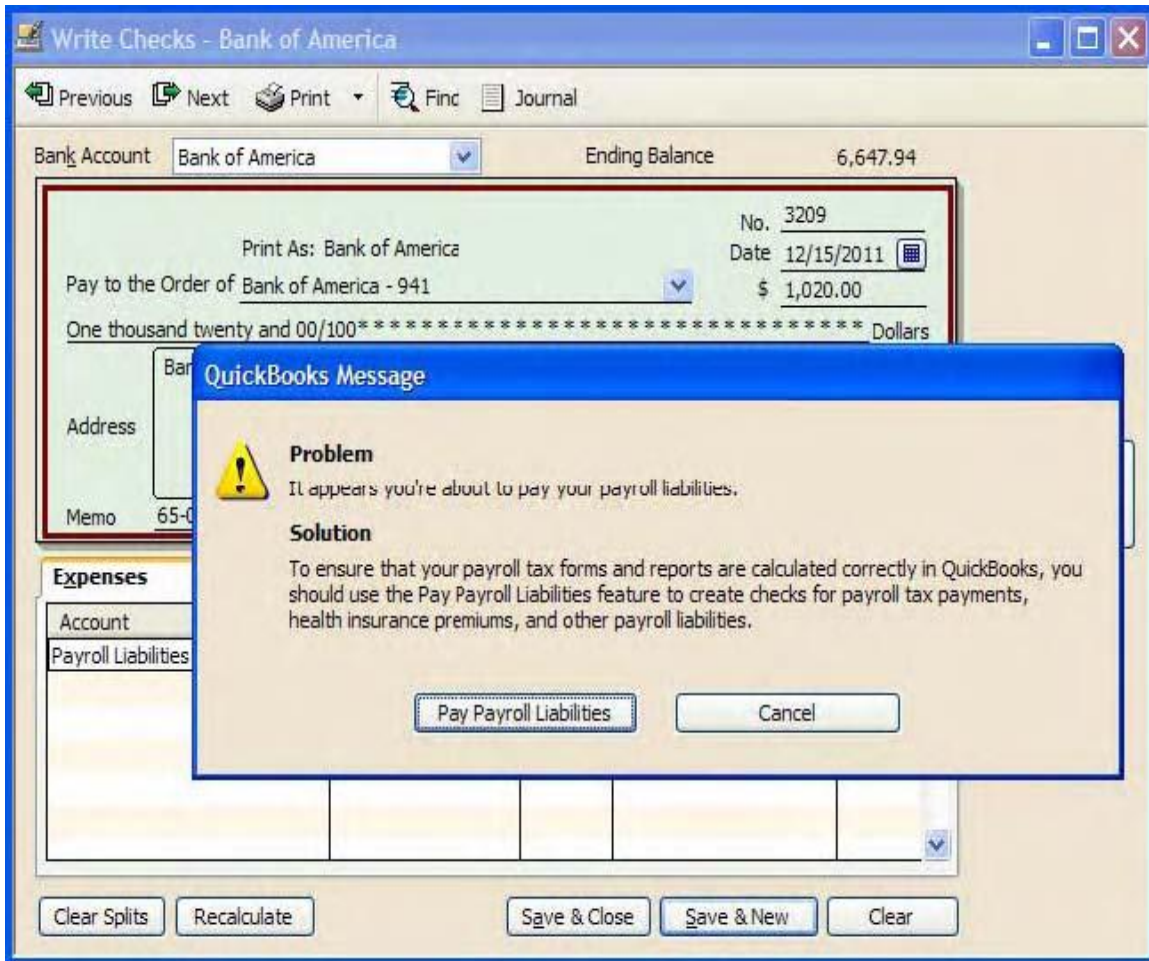 Write Checks - Bank of America
Previous Next Print Finc Journal
Bank Account Bank of America Ending Balance 6,647.94
No. 3209
Print As: Bank of America Date 12/15/2011
Pay to the Order of Bank of America - 941 $ 1,020.00
One thousand twenty and 00/100* * * * * * * * * * * * * * * * * * * * * * * * * * * * * * * * Dollars
QuickBooks Message
Address
Problem
It appears you're about to pay your payroll liabilities.
Memo 65-
Solution
To ensure that your payroll tax forms and reports are calculated correctly in QuickBooks, you
should use the Pay Payroll Liabilities feature to create checks for payroll tax payments,
health insurance premiums, and other payroll liabilities.
Expenses
Account
Payroll Liabilities
Pay Payroll Liabilities Cancel
Clear Splits Recalculate Save & Close Save & New Clear